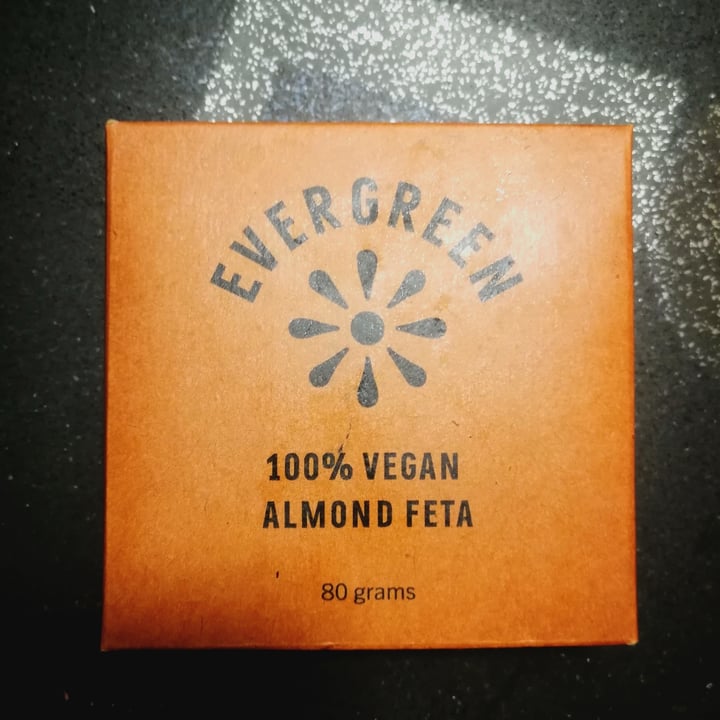 EVERGREEN
100% VEGAN
ALMOND FETA
80 grams